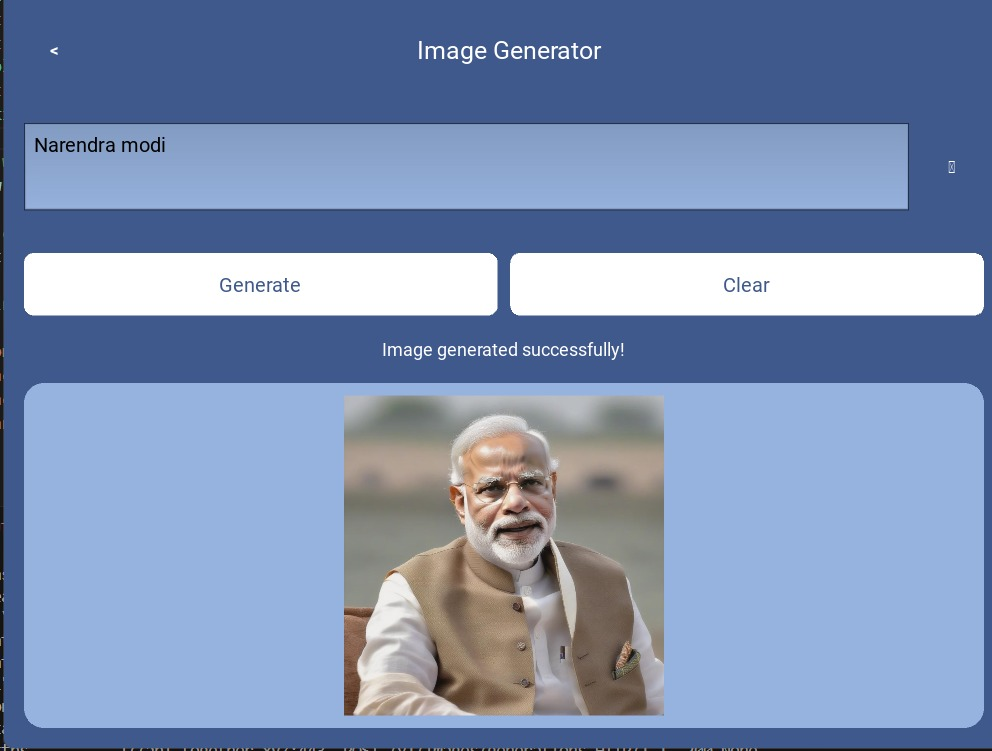 <
Image Generator
Narendra modi
Generate
Clear
Image generated successfully!